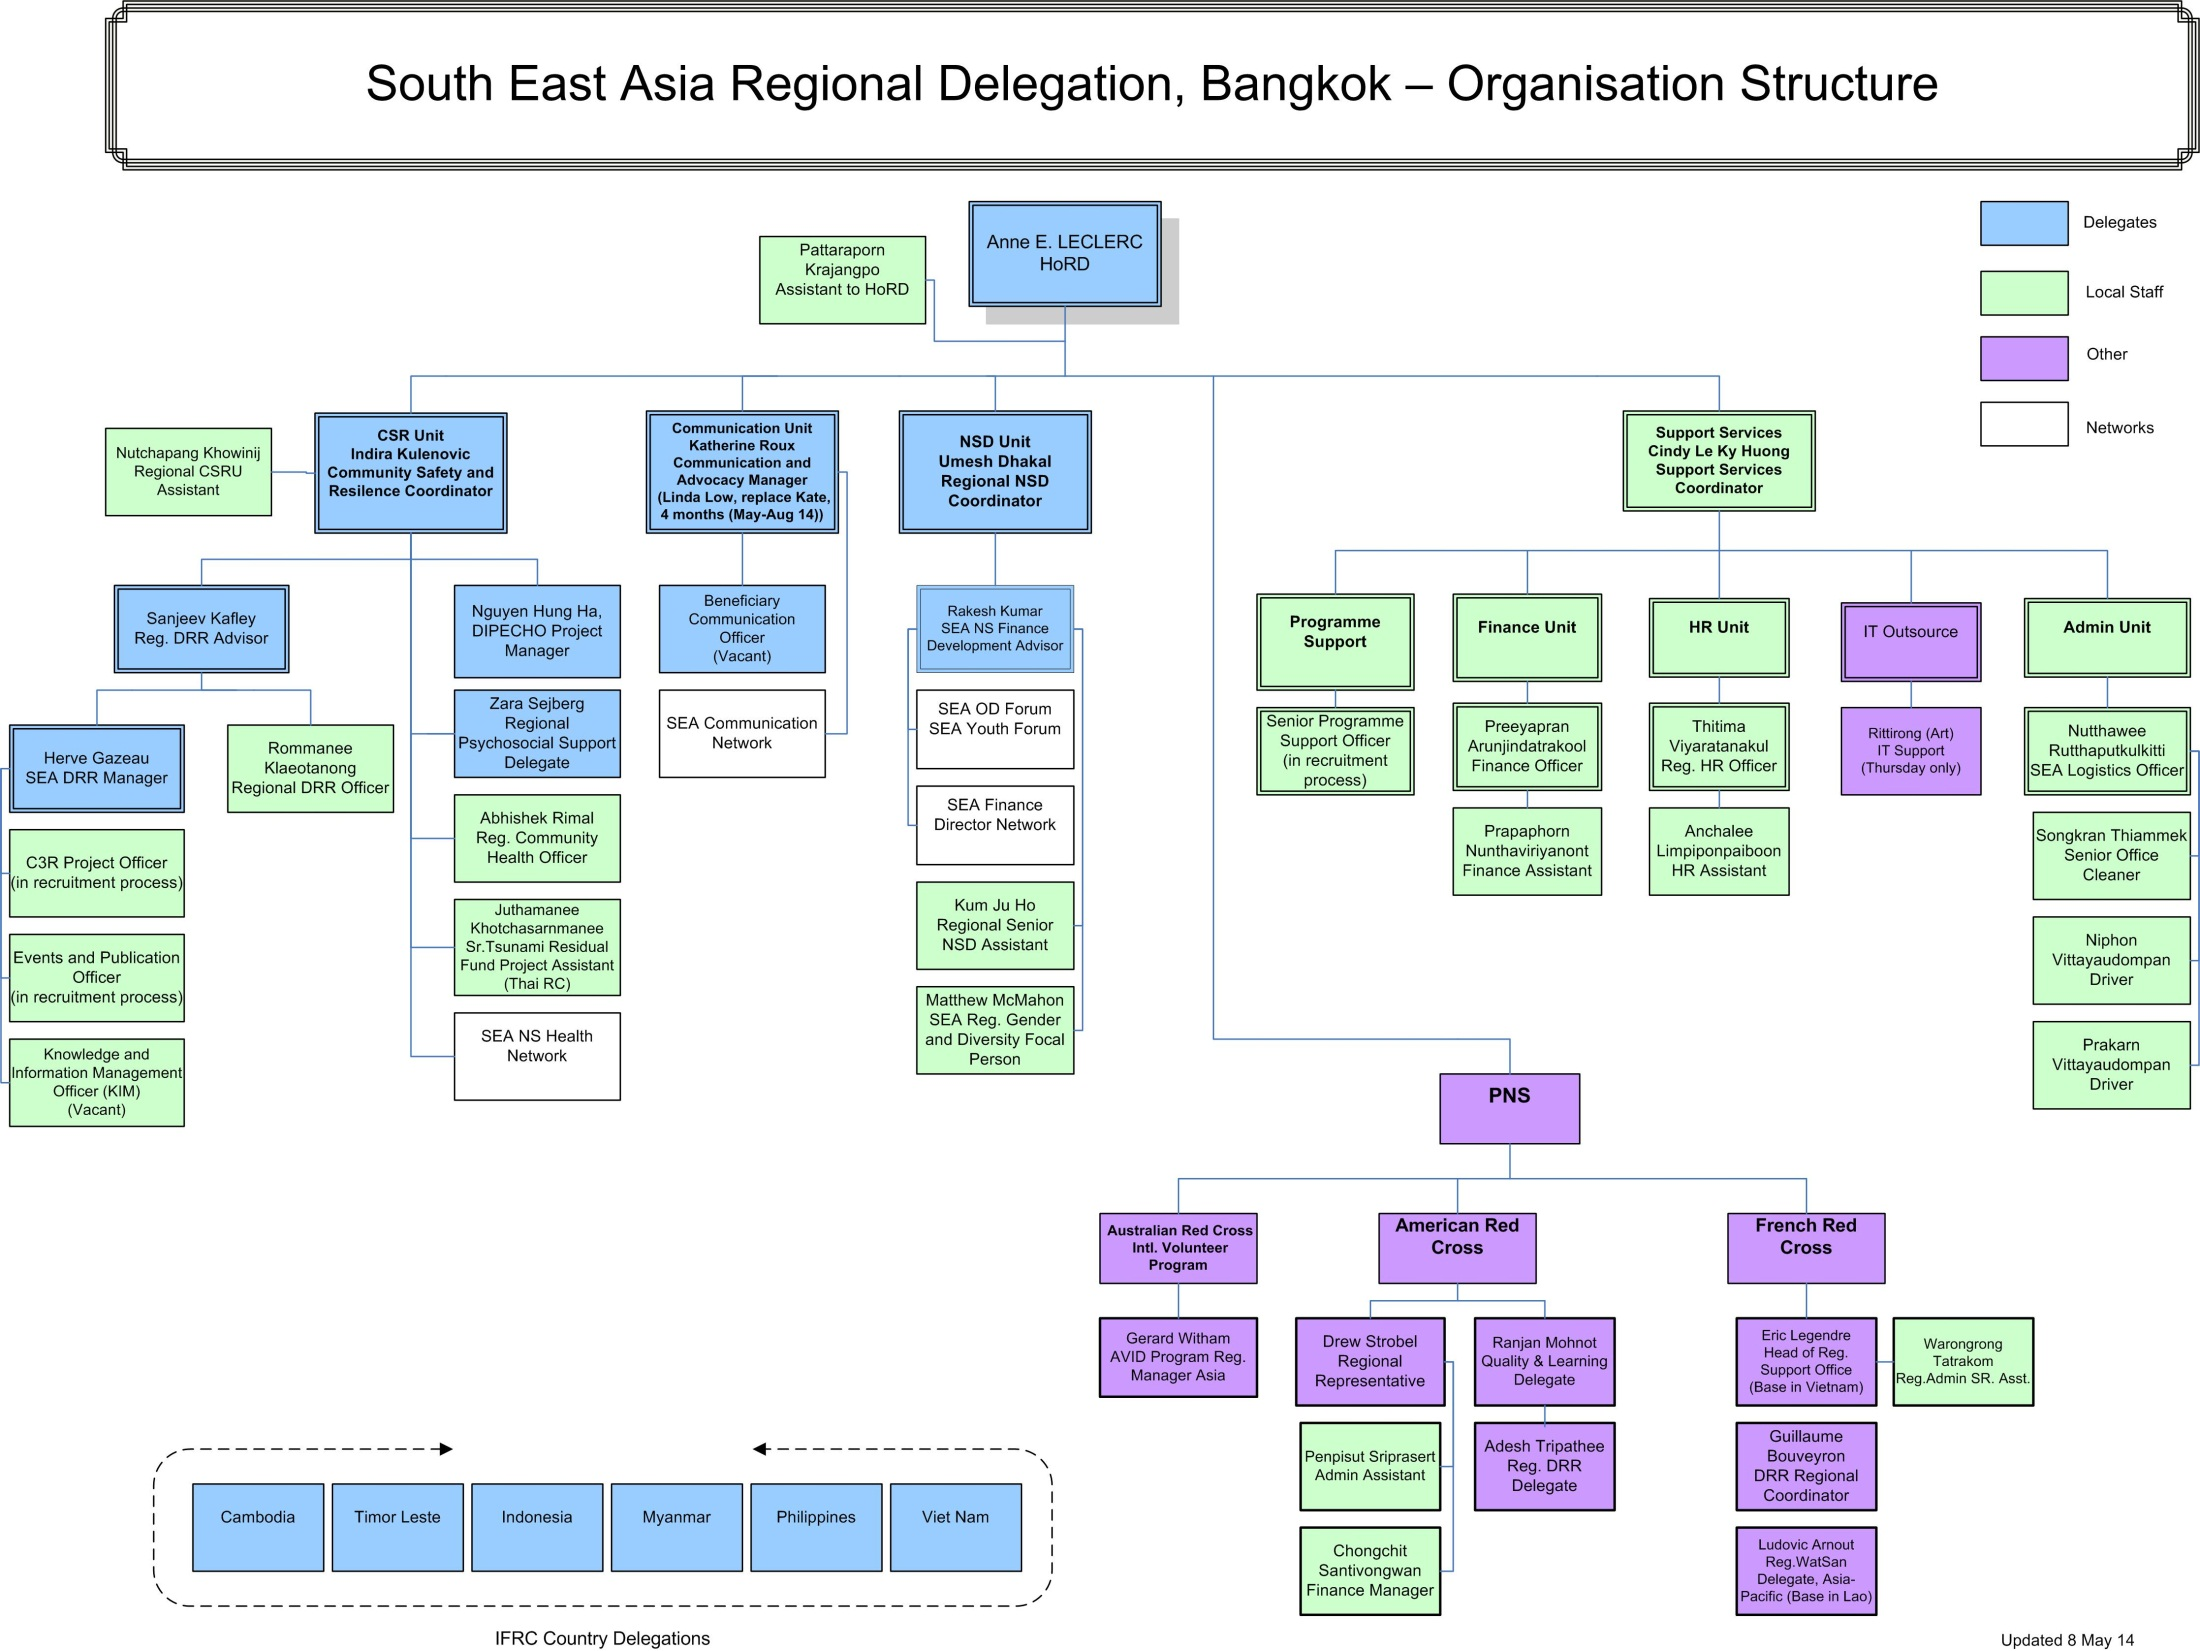 South East Asia Regional Delegation, Bangkok – Organisation Structure
Anne E. LECLERC
HoRD
Pattaraporn
Krajangpo
Assistant to HoRD
Delegates
Local Staff
Other
Networks
Nutchapang Khowinij
Regional CSRU
Assistant
CSR Unit
Indira Kulenovic
Community Safety and
Resilence Coordinator
Communication Unit
Katherine Roux
Communication and
Advocacy Manager
(Linda Low, replace Kate,
4 months (May-Aug 14))
NSD Unit
Umesh Dhakal
Regional NSD
Coordinator
Support Services
Cindy Le Ky Huong
Support Services
Coordinator
Sanjeev Kafley
Reg. DRR Advisor
Herve Gazeau
SEA DRR Manager
Rommanee
Klaeotanong
Regional DRR Officer
C3R Project Officer
(in recruitment process)
Events and Publication
Officer
(in recruitment process)
Knowledge and
Information Management
Officer (KIM)
(Vacant)
Nguyen Hung Ha,
DIPECHO Project
Manager
Zara Sejberg
Regional
Psychosocial Support
Delegate
Abhishek Rimal
Reg. Community
Health Officer
Juthamanee
Khotchasarnmanee
Sr.Tsunami Residual
Fund Project Assistant
(Thai RC)
SEA NS Health
Network
Beneficiary
Communication
Officer
(Vacant)
SEA Communication
Network
Rakesh Kumar
SEA NS Finance
Development Advisor
SEA OD Forum
SEA Youth Forum
SEA Finance
Director Network
Kum Ju Ho
Regional Senior
NSD Assistant
Matthew McMahon
SEA Reg. Gender
and Diversity Focal
Person
Programme
Support
Senior Programme
Support Officer
(in recruitment
process)
Finance Unit
Preeyapran
Arunjindatrakool
Finance Officer
Prapaphorn
Nunthaviriyanont
Finance Assistant
HR Unit
Thitima
Viyaratanakul
Reg. HR Officer
Anchalee
Limpiponpaiboon
HR Assistant
IT Outsource
Rittirong (Art)
IT Support
(Thursday only)
Admin Unit
Nutthawee
Rutthaputkulkitti
SEA Logistics Officer
Songkran Thiammek
Senior Office
Cleaner
Niphon
Vittayaudompan
Driver
Prakarn
Vittayaudompan
Driver
PNS
Australian Red Cross
Intl. Volunteer
Program
Gerard Witham
AVID Program Reg.
Manager Asia
American Red
Cross
Drew Strobel
Regional
Representative
Penpisut Sriprasert
Admin Assistant
Chongchit
Santivongwan
Finance Manager
Ranjan Mohnot
Quality & Learning
Delegate
Adesh Tripathee
Reg. DRR
Delegate
French Red
Cross
Eric Legendre
Head of Reg.
Support Office
(Base in Vietnam)
Warongrong
Tatrakom
Reg.Admin SR. Asst.
Guillaume
Bouveyron
DRR Regional
Coordinator
Ludovic Arnout
Reg.WatSan
Delegate, Asia-
Pacific (Base in Lao)
Cambodia
Timor Leste
Indonesia
Myanmar
Philippines
Viet Nam
IFRC Country Delegations
Updated 8 May 14